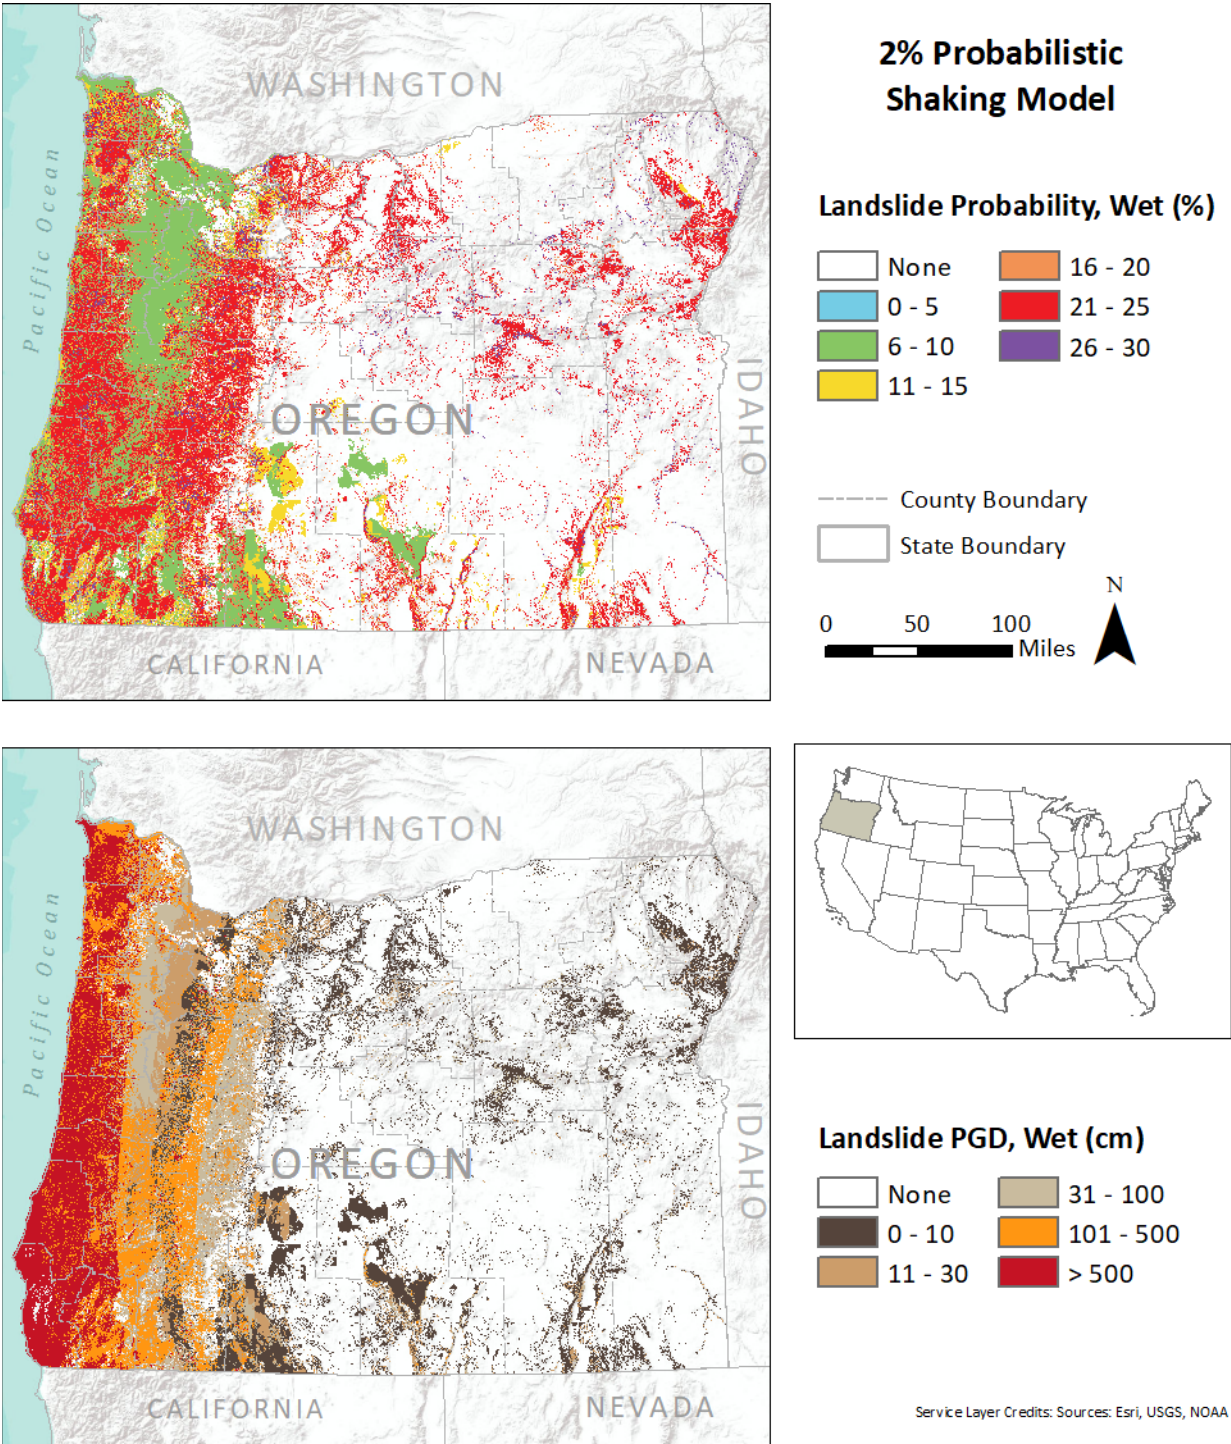 2% Probabilistic
Shaking Model
WASHINGTON
Pacific Ocean
OREGON
IDAHO
CALIFORNIA
NEVADA
Landslide Probability, Wet (%)
None
0 - 5
6 - 10
11 - 15
16 - 20
21 - 25
26 - 30
County Boundary
State Boundary
N
0 50 100
Miles
WASHINGTON
Pacific Ocean
OREGON
IDAHO
CALIFORNIA
NEVADA
Landslide PGD, Wet (cm)
None
0 - 10
11 - 30
31 - 100
101 - 500
> 500
Service Layer Credits: Sources: Esri, USGS, NOAA